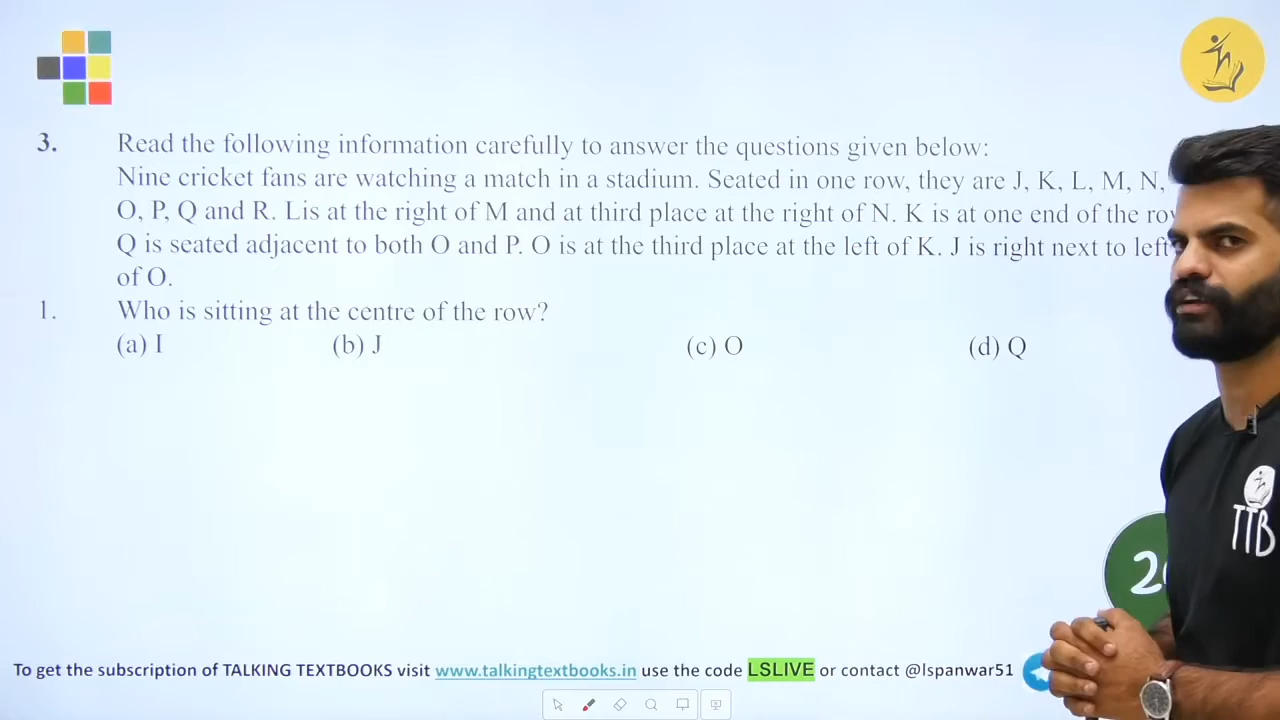 3. Read the following information carefully to answer the questions given below:
Nine cricket fans are watching a match in a stadium. Seated in one row, they are J, K, L, M, N,
O, P, Q and R. Lis at the right of M and at third place at the right of N. K is at one end of the
Q is seated adjacent to both O and P. O is at the third place at the left of K. J is right next to left
of O.
1. Who is sitting at the centre of the row?
(a) I (b) J (c) O (d) Q
TTB
To get the subscription of TALKING TEXTBOOKS visit www.talkingtextbooks.in use the code LSLIVE or contact @lspanwar51